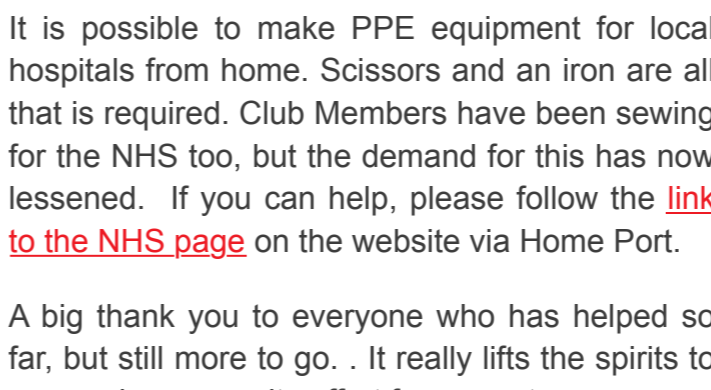 It is possible to make PPE equipment for local
hospitals from home. Scissors and an iron are all
that is required. Club Members have been sewing
for the NHS too, but the demand for this has now
lessened.  If you can help, please follow the link
to the NHS page on the website via Home Port.
A big thank you to everyone who has helped so
far, but still more to go. . It really lifts the spirits to